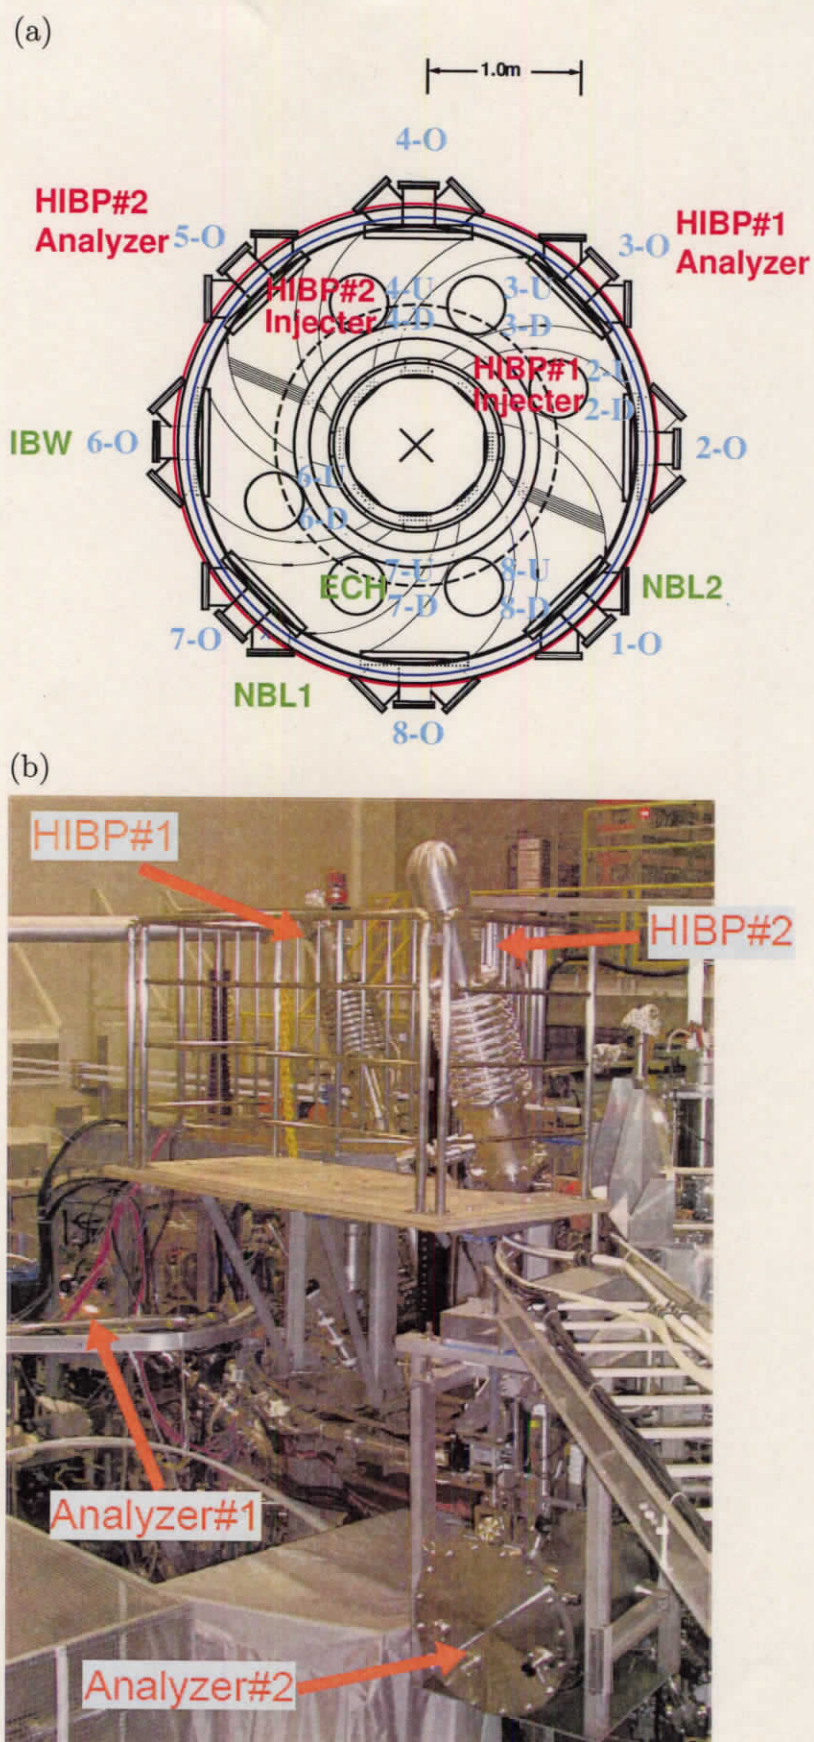 (a)
1.0m
4-O
HIBP#2
Analyzer
5-O
3-O
HIBP#1
Analyzer
HIBP#2
Injecter
4-U
4-D
3-U
3-D
HIBP#1
Injecter
2-U
2-D
IBW
6-O
2-O
6-U
6-D
ECH
7-U
7-D
8-U
8-D
NBL2
7-O
1-O
NBL1
8-O
(b)
HIBP#1
HIBP#2
Analyzer#1
Analyzer#2